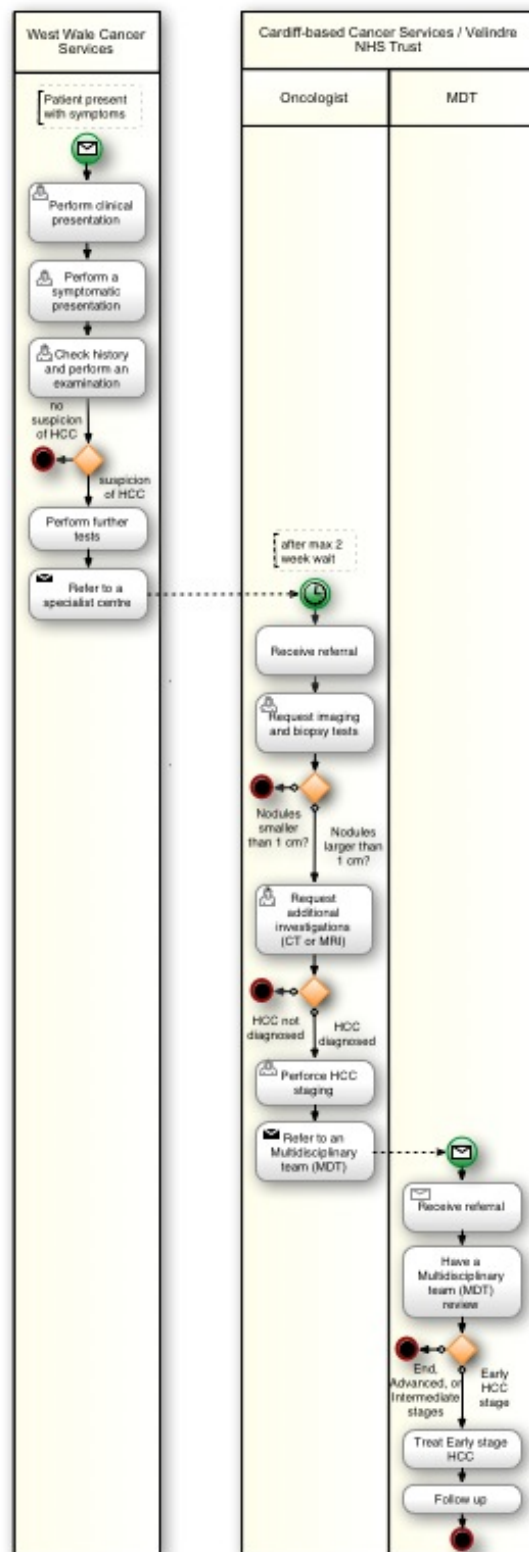 West Wale Cancer
Services
Cardiff-based Cancer Services / Velindre
NHS Trust
Oncologist
MDT
Patient present
with symptoms
Perform clinical
presentation
Perform a
symptomatic
presentation
Check history
and perform an
examination
no
suspicion
of HCC
suspicion
of HCC
Perform further
tests
Refer to a
specialist centre
after max 2
week wait
Receive referral
Request imaging
and biopsy tests
Nodules
smaller
than 1 cm?
Nodules
larger than
1 cm?
Request
additional
investigations
(CT or MRI)
HCC not
diagnosed
HCC
diagnosed
Perforce HCC
staging
Refer to an
Multidisciplinary
team (MDT)
Receive referral
Have a
Multidisciplinary
team (MDT)
review
End,
Advanced, or
Intermediate
stages
Early
HCC
stage
Treat Early stage
HCC
Follow up